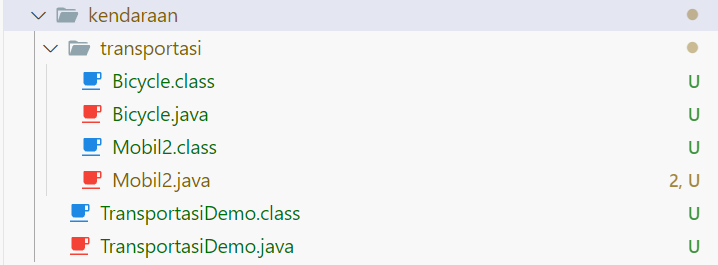 kendaraan
transportasi
Bicycle.class U
Bicycle.java U
Mobil2.class U
Mobil2.java 2, U
TransportasiDemo.class U
TransportasiDemo.java U